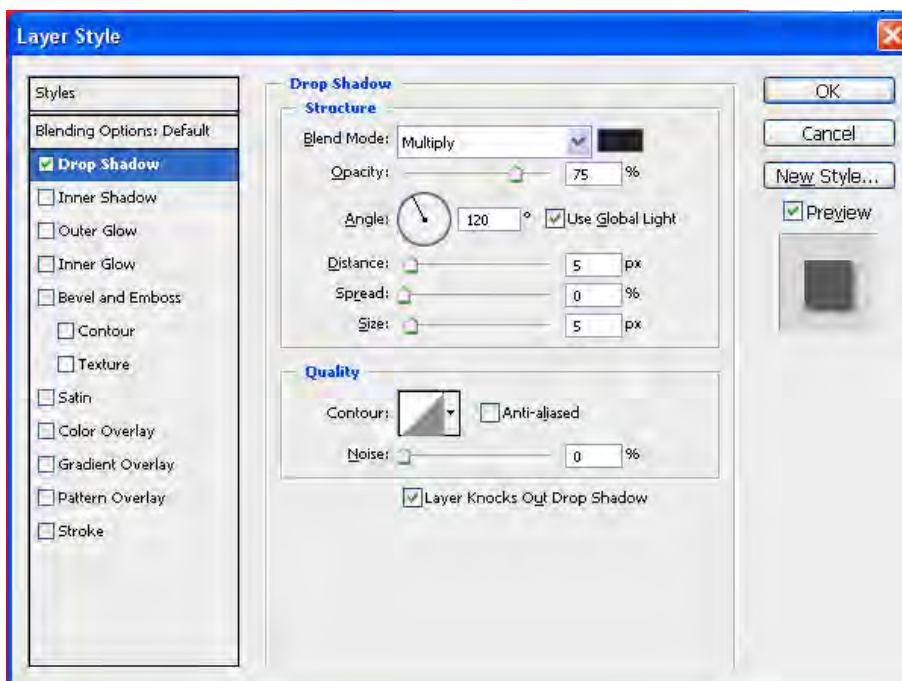 Layer Style
Styles
Blending Options: Default
Drop Shadow
Inner Shadow
Outer Glow
Inner Glow
Bevel and Emboss
Contour
Texture
Satin
Color Overlay
Gradient Overlay
Pattern Overlay
Stroke
Drop Shadow
Structure
Blend Mode: Multiply
Opacity: 75 %
Angle: 120 ° Use Global Light
Distance: 5 px
Spread: 0 %
Size: 5 px
Quality
Contour: Anti-aliased
Noise: 0 %
Layer Knocks Out Drop Shadow
OK
Cancel
New Style...
Preview